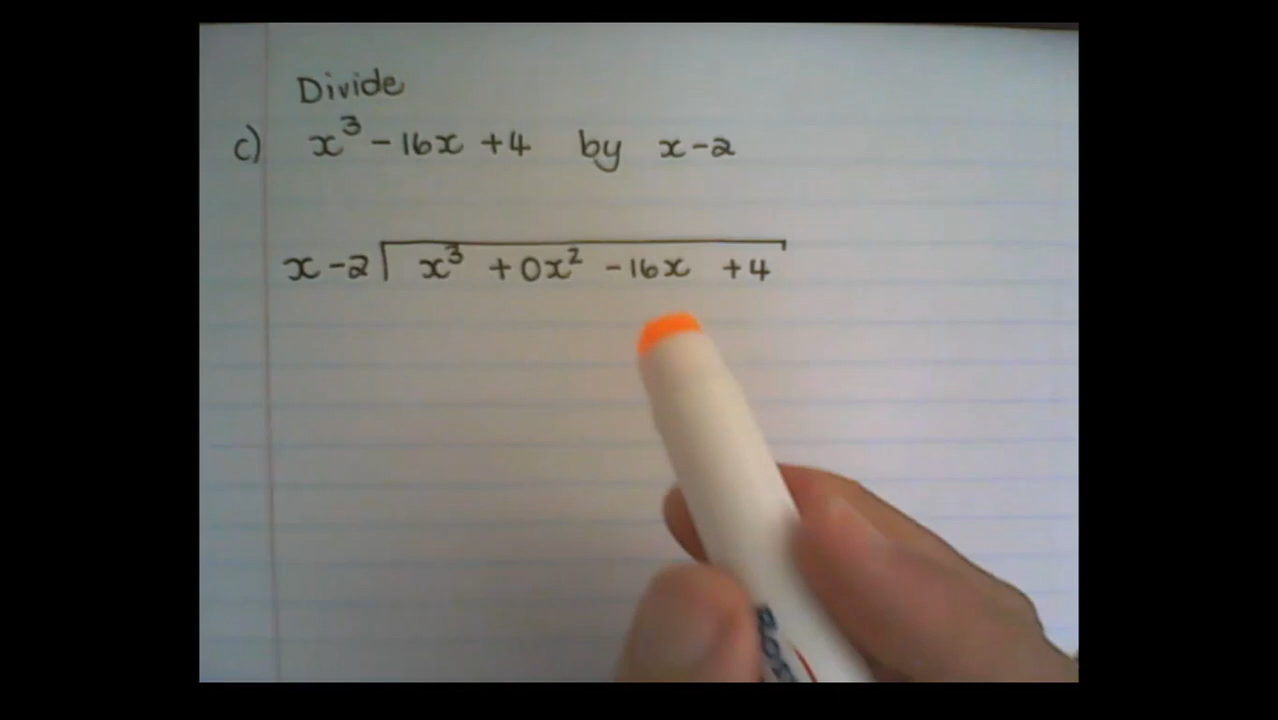 Divide
c) x³ - 16x + 4 by x - 2
x - 2 x³ + 0x² - 16x + 4